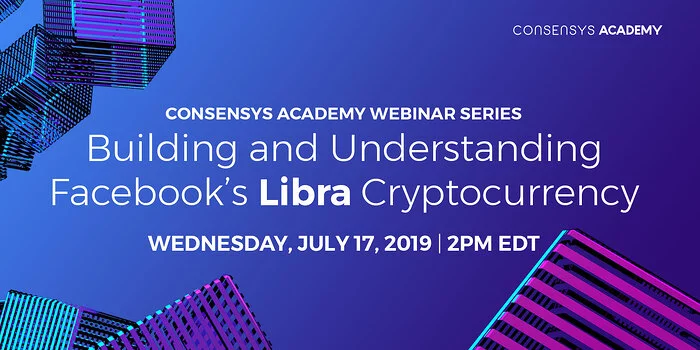 CONSENSYS ACADEMY
CONSENSYS ACADEMY WEBINAR SERIES
Building and Understanding
Facebook's Libra Cryptocurrency
WEDNESDAY, JULY 17, 2019 | 2PM EDT